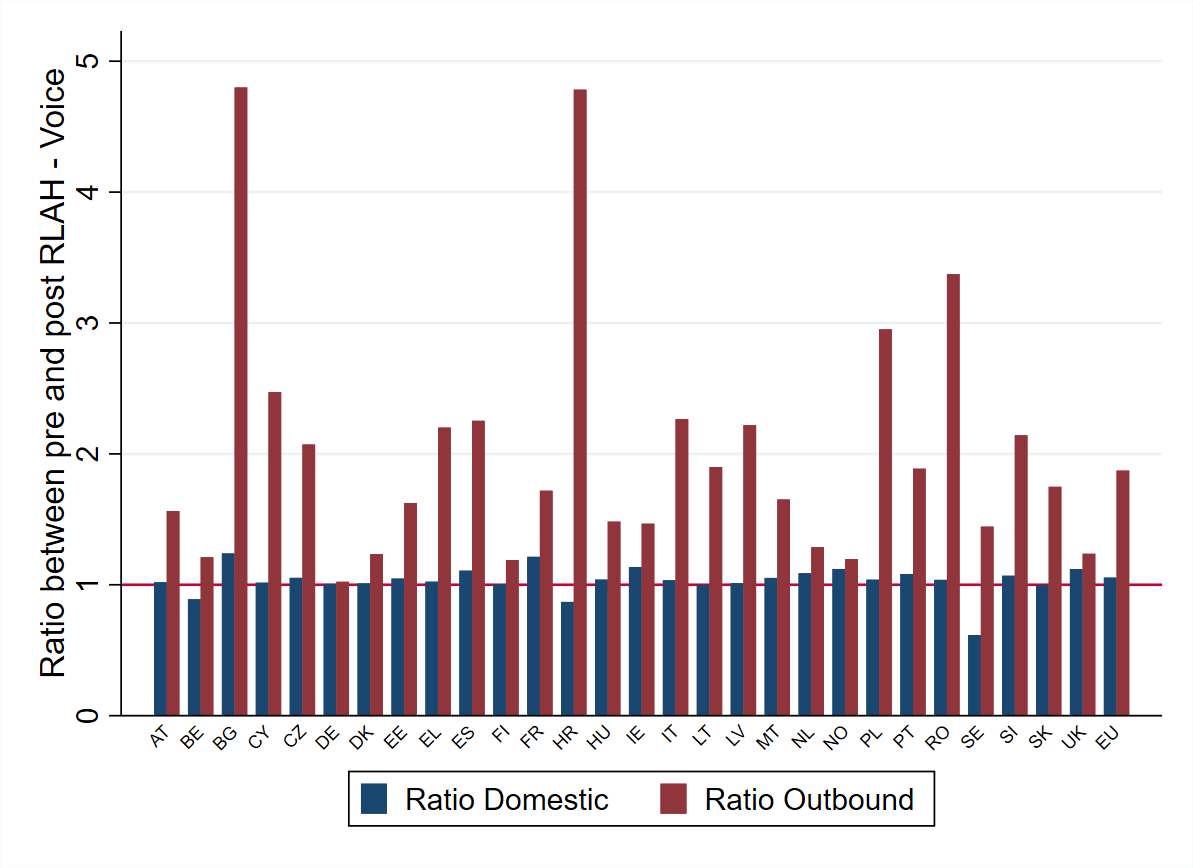 Ratio between pre and post RLAH - Voice
5
4
3
2
1
0
AT BE BG CY CZ DE DK EE EL ES FI FR HR HU IE IT LT LV MT NL NO PL PT RO SE SI SK UK EU
Ratio Domestic Ratio Outbound